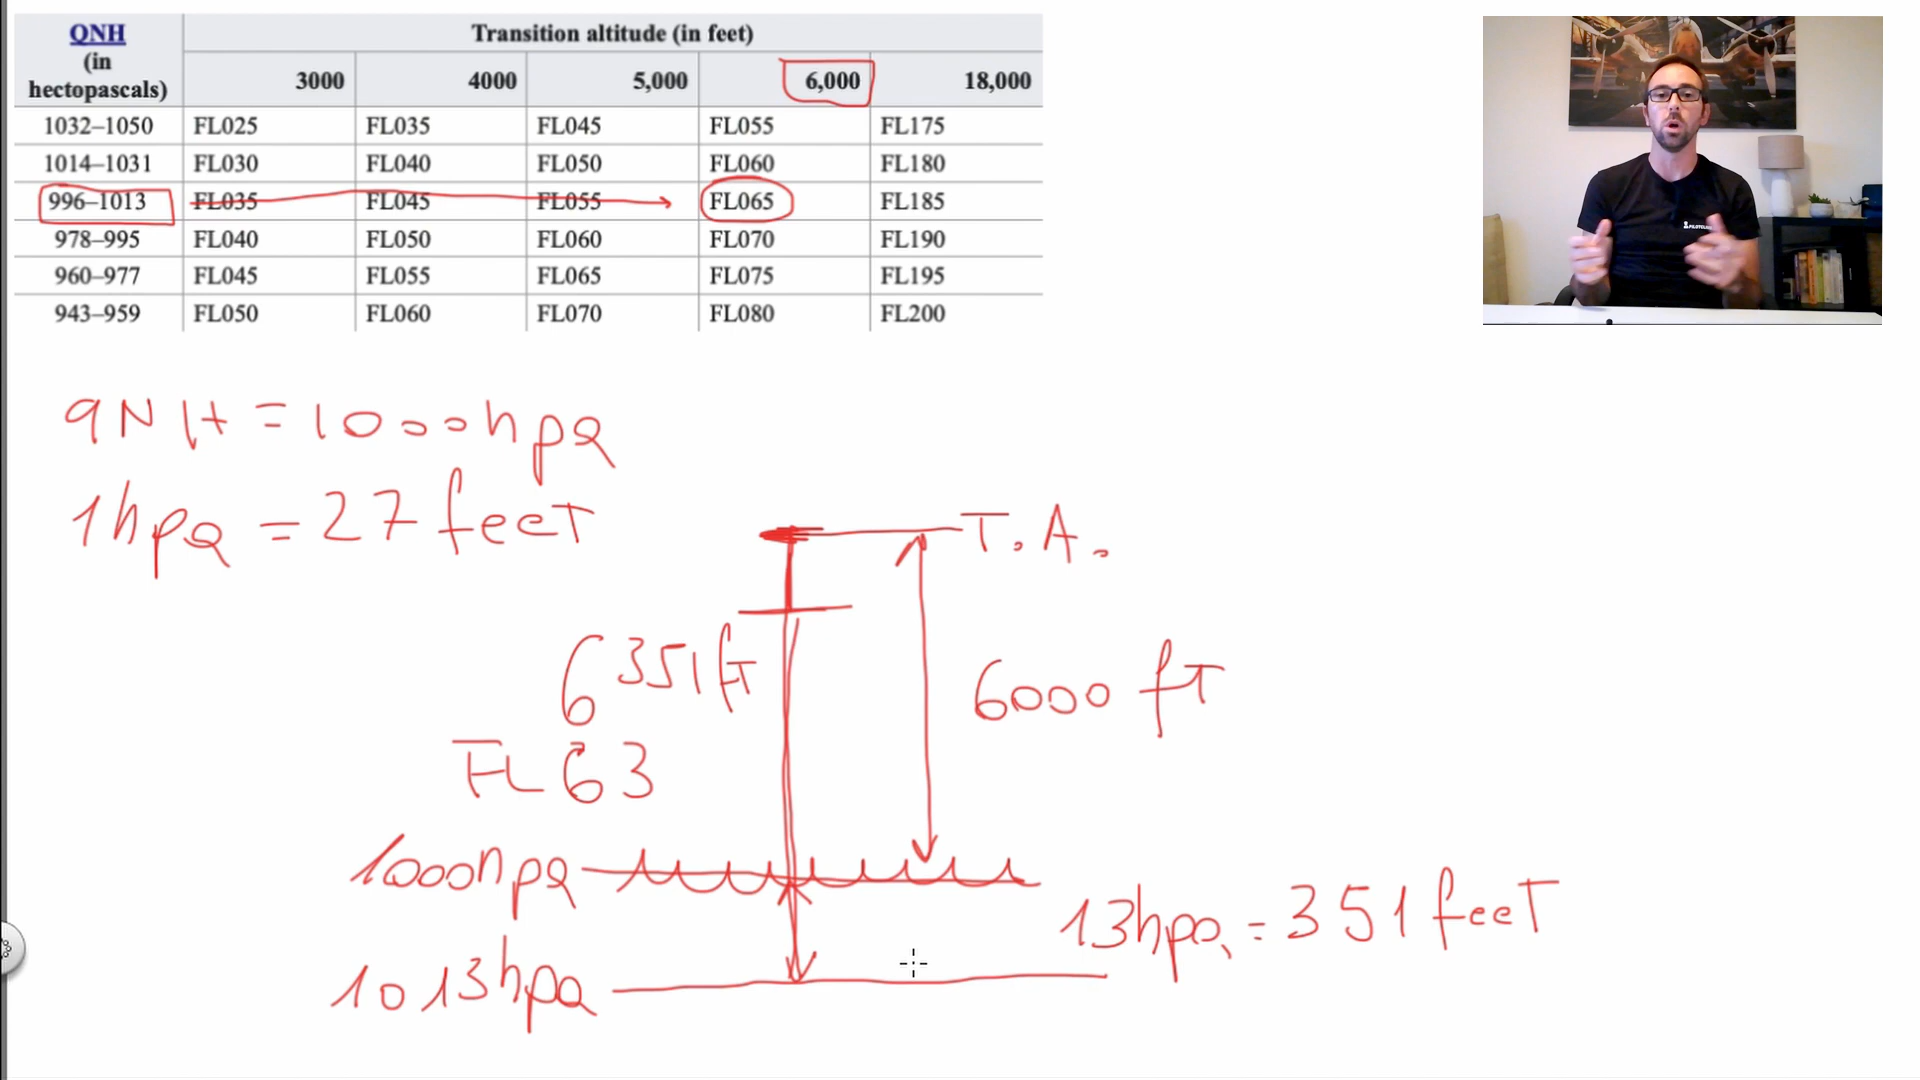 QNH
(in
hectopascals)
Transition altitude (in feet)
3000 4000 5,000 6,000 18,000
1032–1050 FL025 FL035 FL045 FL055 FL175
1014–1031 FL030 FL040 FL050 FL060 FL180
996–1013 FL035 FL045 FL055 FL065 FL185
978–995 FL040 FL050 FL060 FL070 FL190
960–977 FL045 FL055 FL065 FL075 FL195
943–959 FL050 FL060 FL070 FL080 FL200
qNH = 1000hpa
1hpa = 27 feet
T.A.
6351ft
6000 ft
FL 63
1000hpa
13hpa = 351 feet
1013hpa